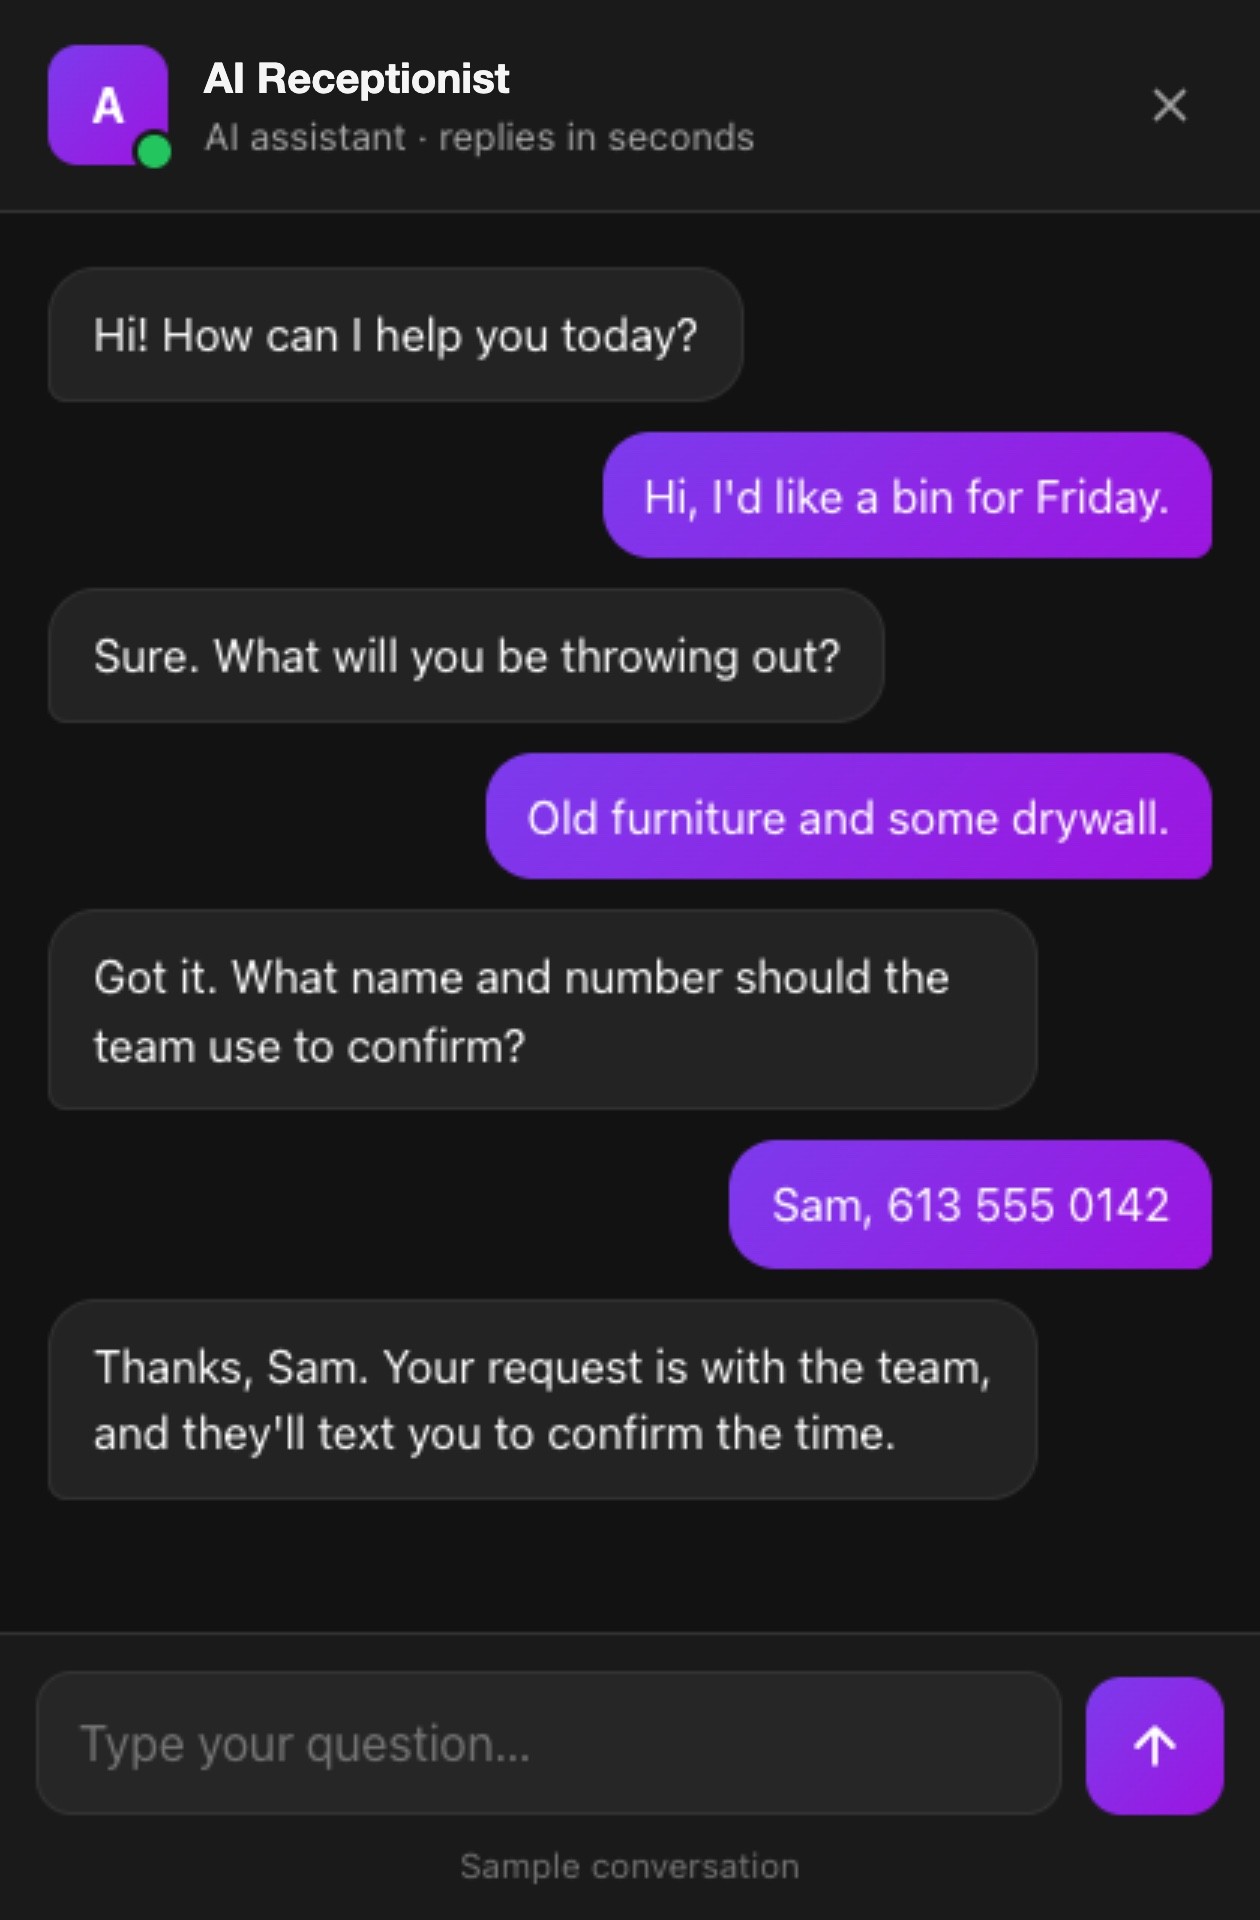 A
AI Receptionist
AI assistant · replies in seconds
Hi! How can I help you today?
Hi, I'd like a bin for Friday.
Sure. What will you be throwing out?
Old furniture and some drywall.
Got it. What name and number should the
team use to confirm?
Sam, 613 555 0142
Thanks, Sam. Your request is with the team,
and they'll text you to confirm the time.
Type your question...
Sample conversation